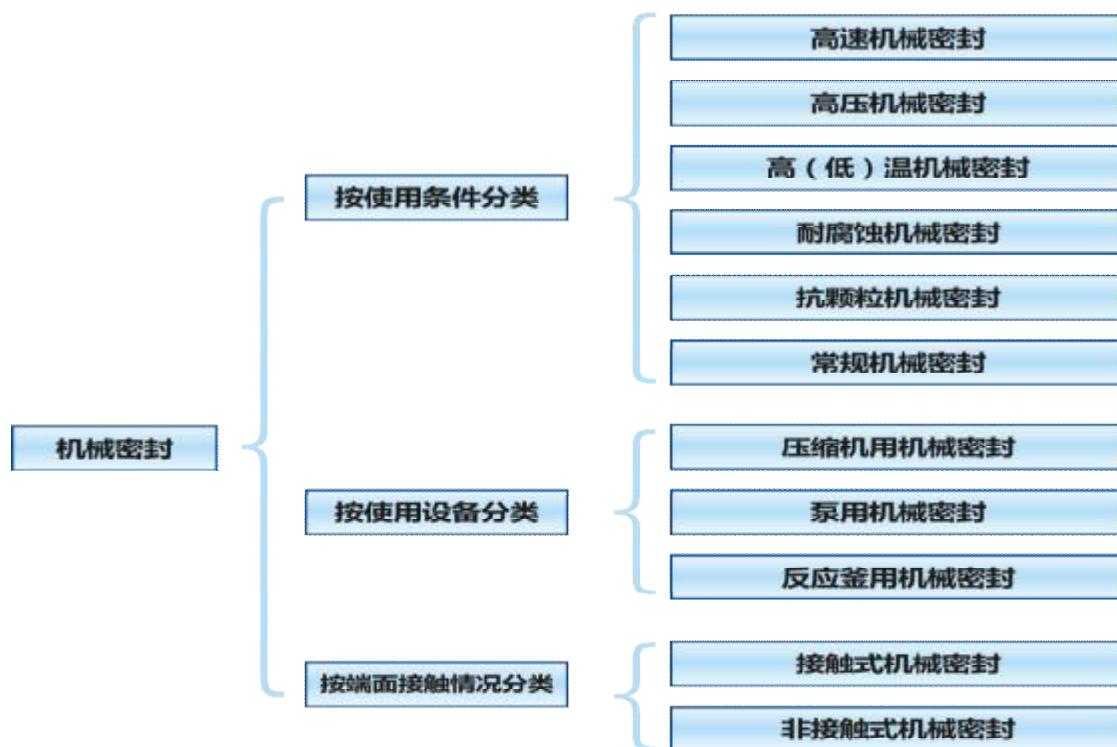 机械密封
按使用条件分类
高速机械密封
高压机械密封
高（低）温机械密封
耐腐蚀机械密封
抗颗粒机械密封
常规机械密封
按使用设备分类
压缩机用机械密封
泵用机械密封
反应釜用机械密封
按端面接触情况分类
接触式机械密封
非接触式机械密封